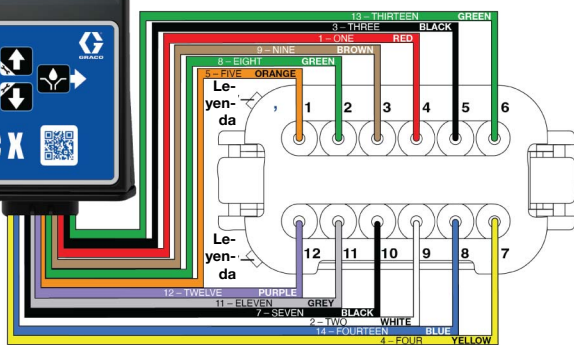 13 – THIRTEEN GREEN
3 – THREE BLACK
1 – ONE RED
9 – NINE BROWN
8 – EIGHT GREEN
5 – FIVE ORANGE
GRACO
Le-
yen-
da
1 2 3 4 5 6
X
Le-
yen-
da
12 11 10 9 8 7
12 – TWELVE PURPLE
11 – ELEVEN GREY
7 – SEVEN BLACK
2 – TWO WHITE
14 – FOURTEEN BLUE
4 – FOUR YELLOW